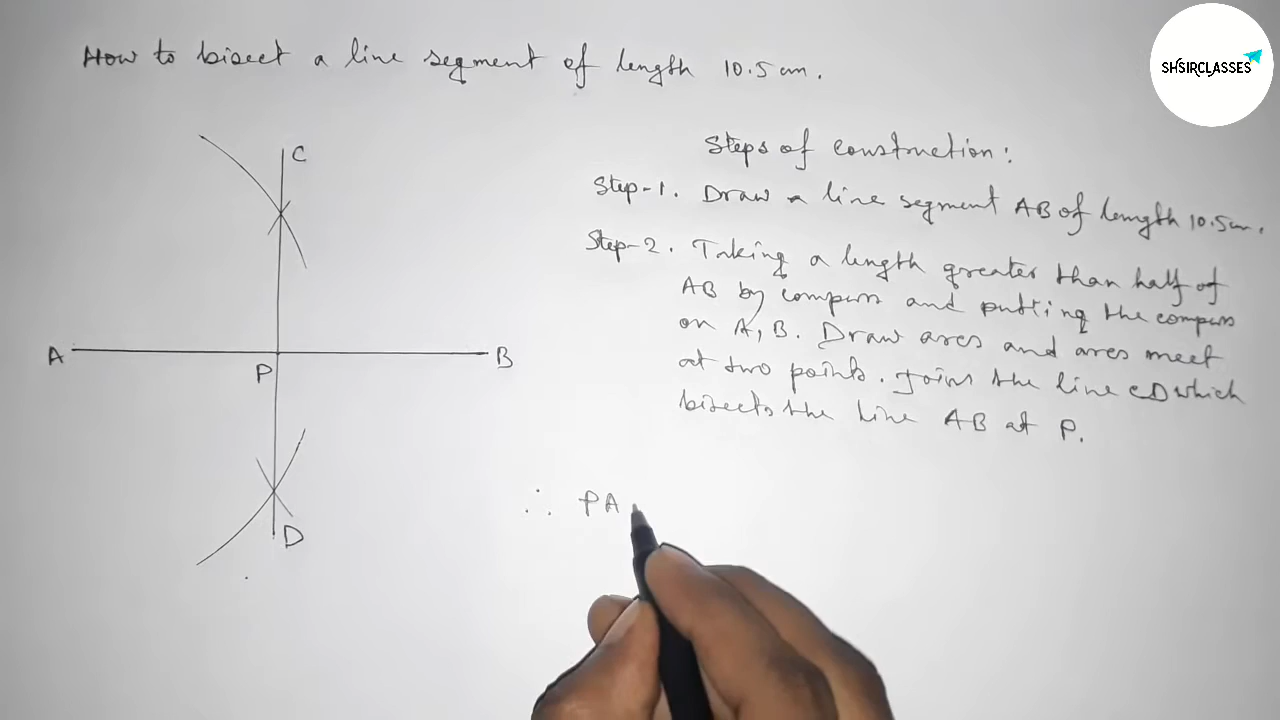 How to bisect a line segment of length 10.5 cm.
SHSIRCLASSES
Steps of construction:
Step-1. Draw a line segment AB of length 10.5cm.
Step-2. Taking a length greater than half of
AB by compass and putting the compass
on A, B. Draw arcs and arcs meet
at two points. Joins the line CD which
bisects the line AB at P.
C
A
P
B
D
∴ PA